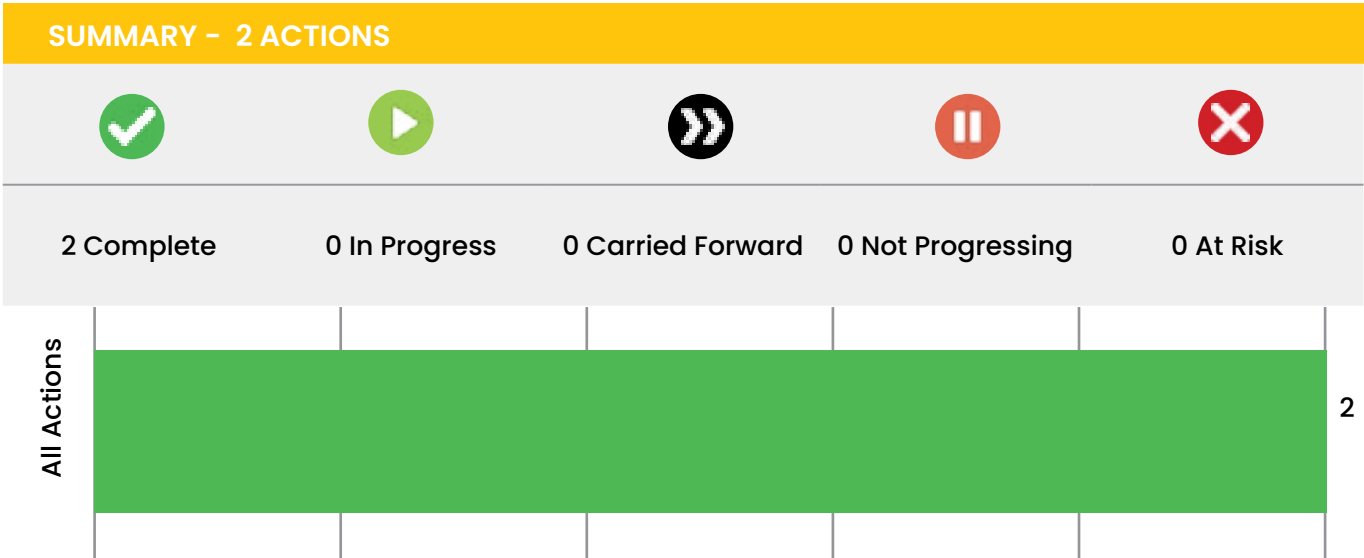 SUMMARY - 2 ACTIONS
2 Complete
0 In Progress
0 Carried Forward
0 Not Progressing
0 At Risk
All Actions
2